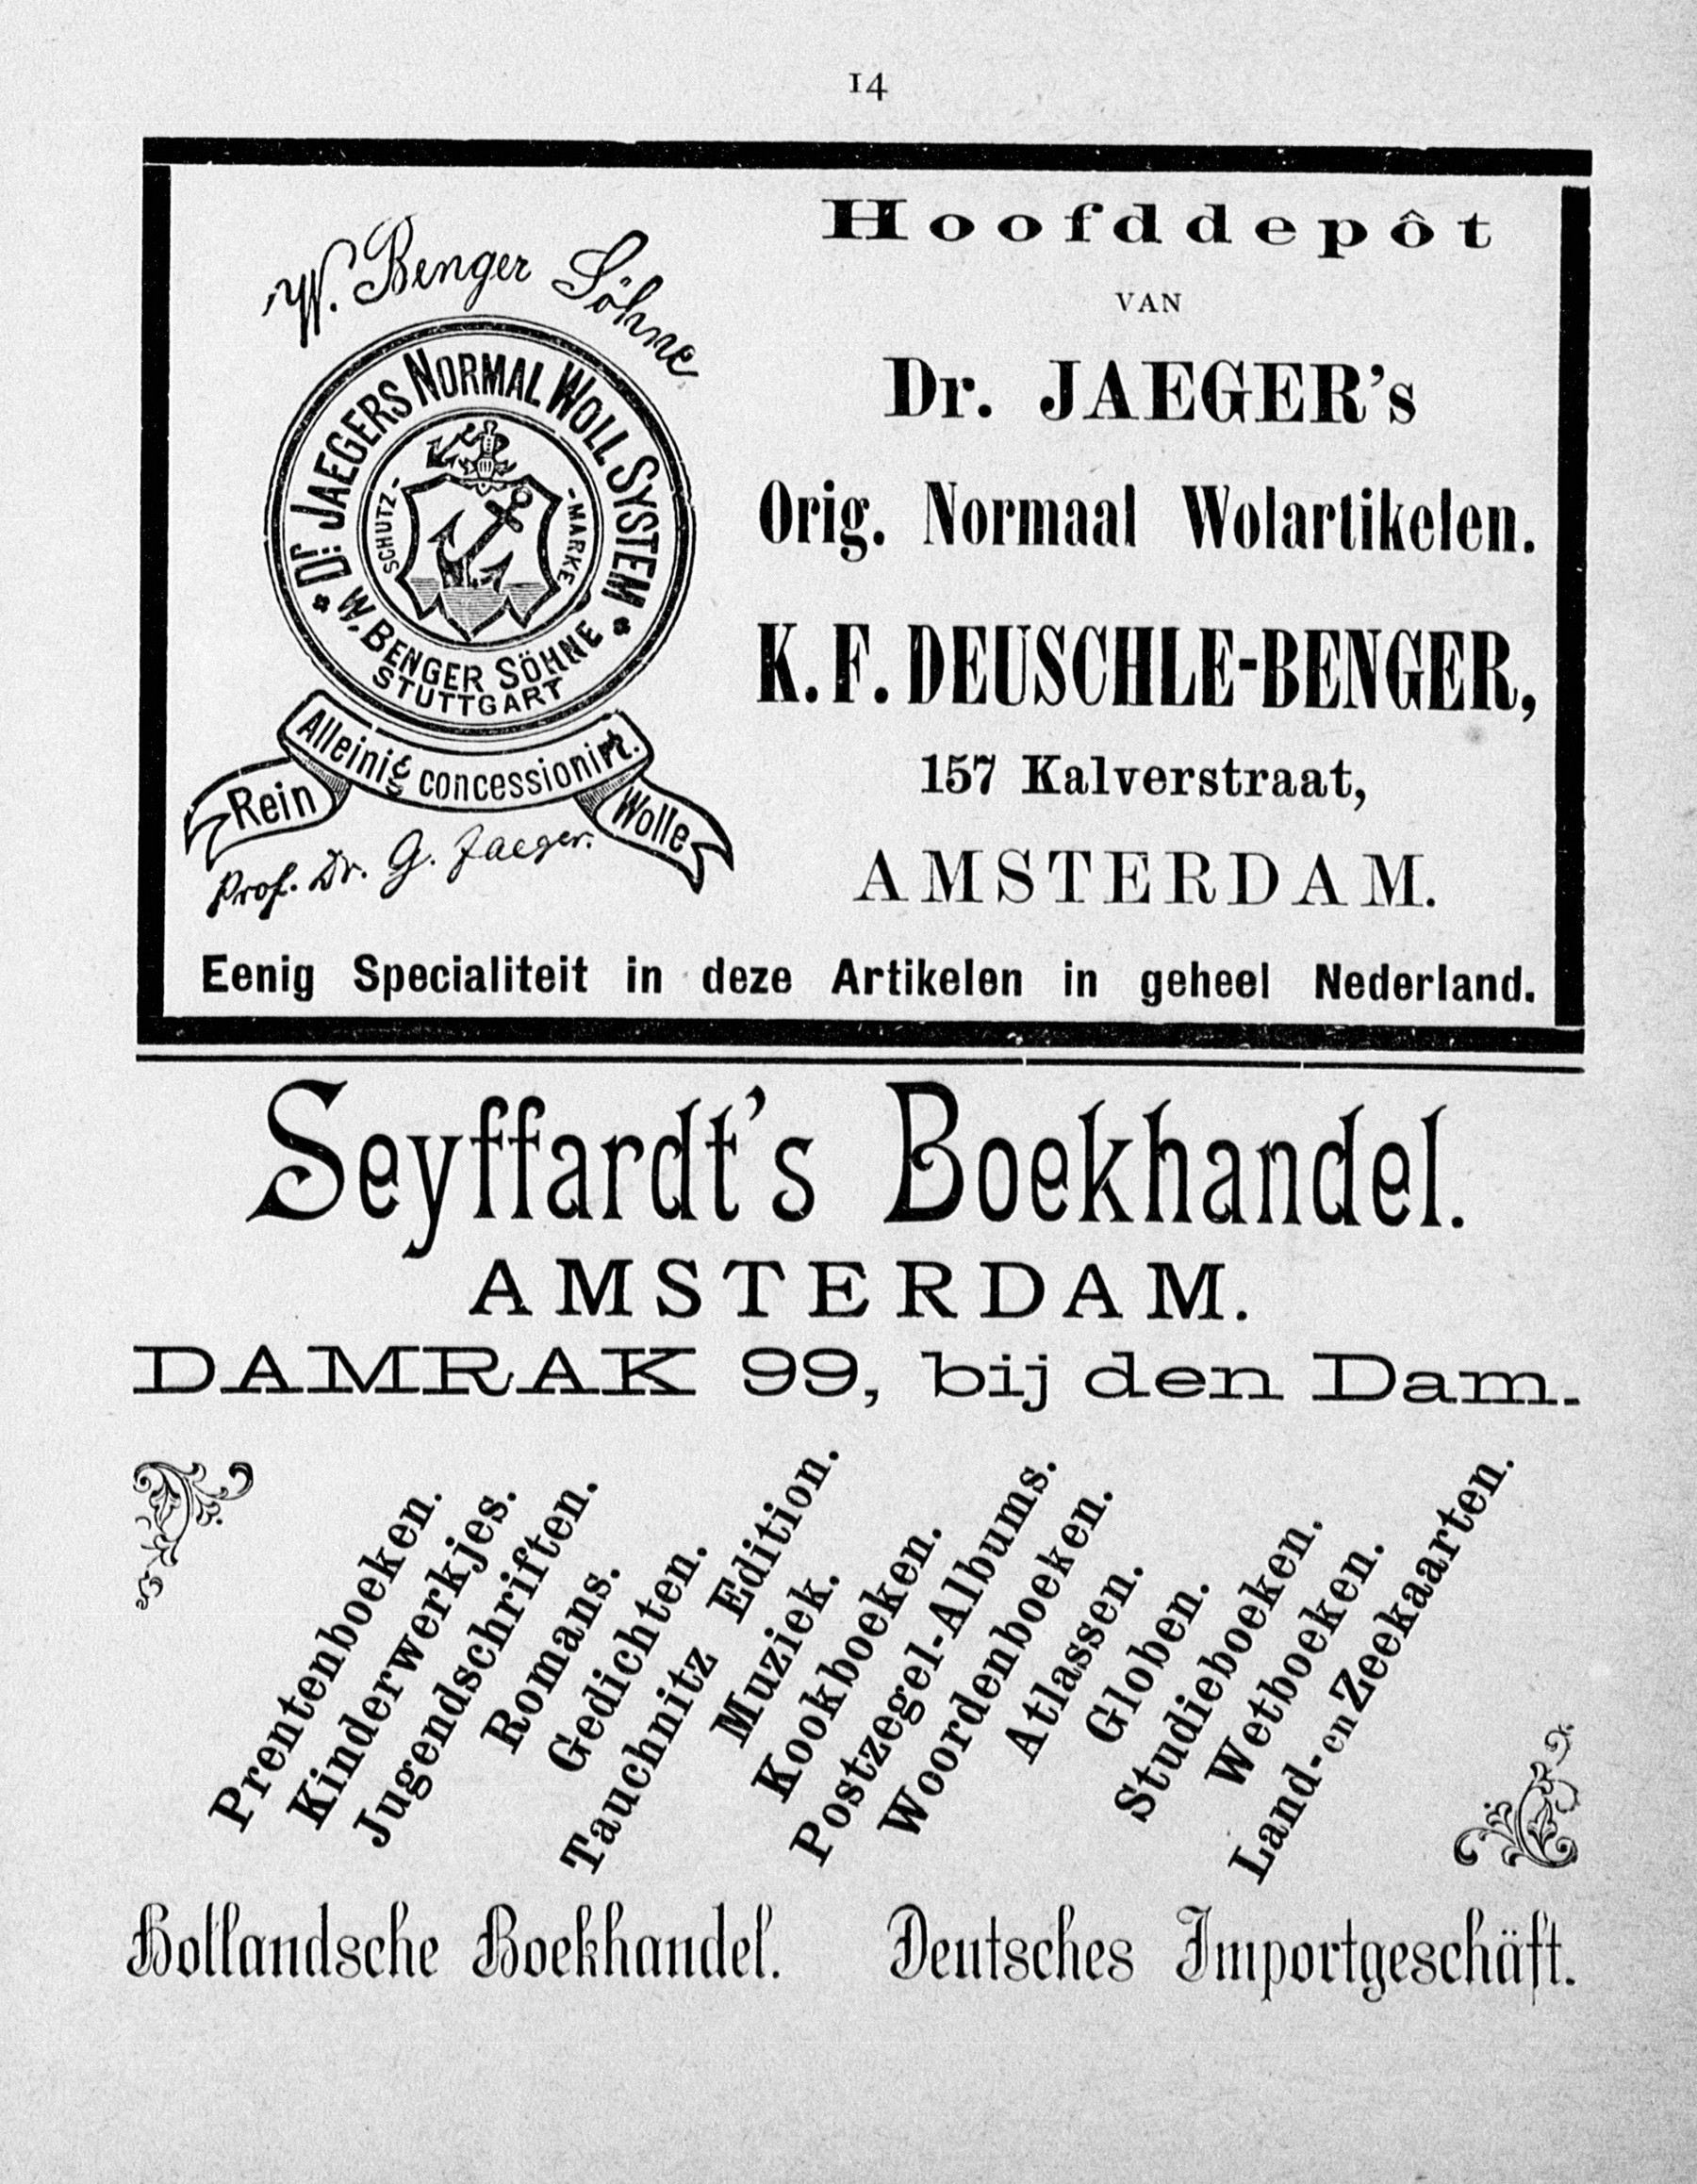 14
W. Benger Söhne
Dr. JAEGERS NORMAL WOLL SYSTEM
SCHUTZ-
-MARKE
W. BENGER SÖHNE
STUTTGART
Alleinig concessionirt.
Rein
Wolle
Prof. Dr. G. Jaeger.
Hoofddepôt
VAN
Dr. JAEGER's
Orig. Normaal Wolartikelen.
K. F. DEUSCHLE-BENGER,
157 Kalverstraat,
AMSTERDAM.
Eenig Specialiteit in deze Artikelen in geheel Nederland.
Seyffardt's Boekhandel.
AMSTERDAM.
DAMRAK 99, bij den Dam.
Prentenboeken.
Kinderwerkjes.
Jugendschriften.
Romans.
Gedichten.
Tauchnitz Edition.
Muziek.
Kookboeken.
Postzegel-Albums.
Woordenboeken.
Atlassen.
Globen.
Studieboeken.
Wetboeken.
Land- en Zeekaarten.
Hollandsche Boekhandel. Deutsches Importgeschäft.